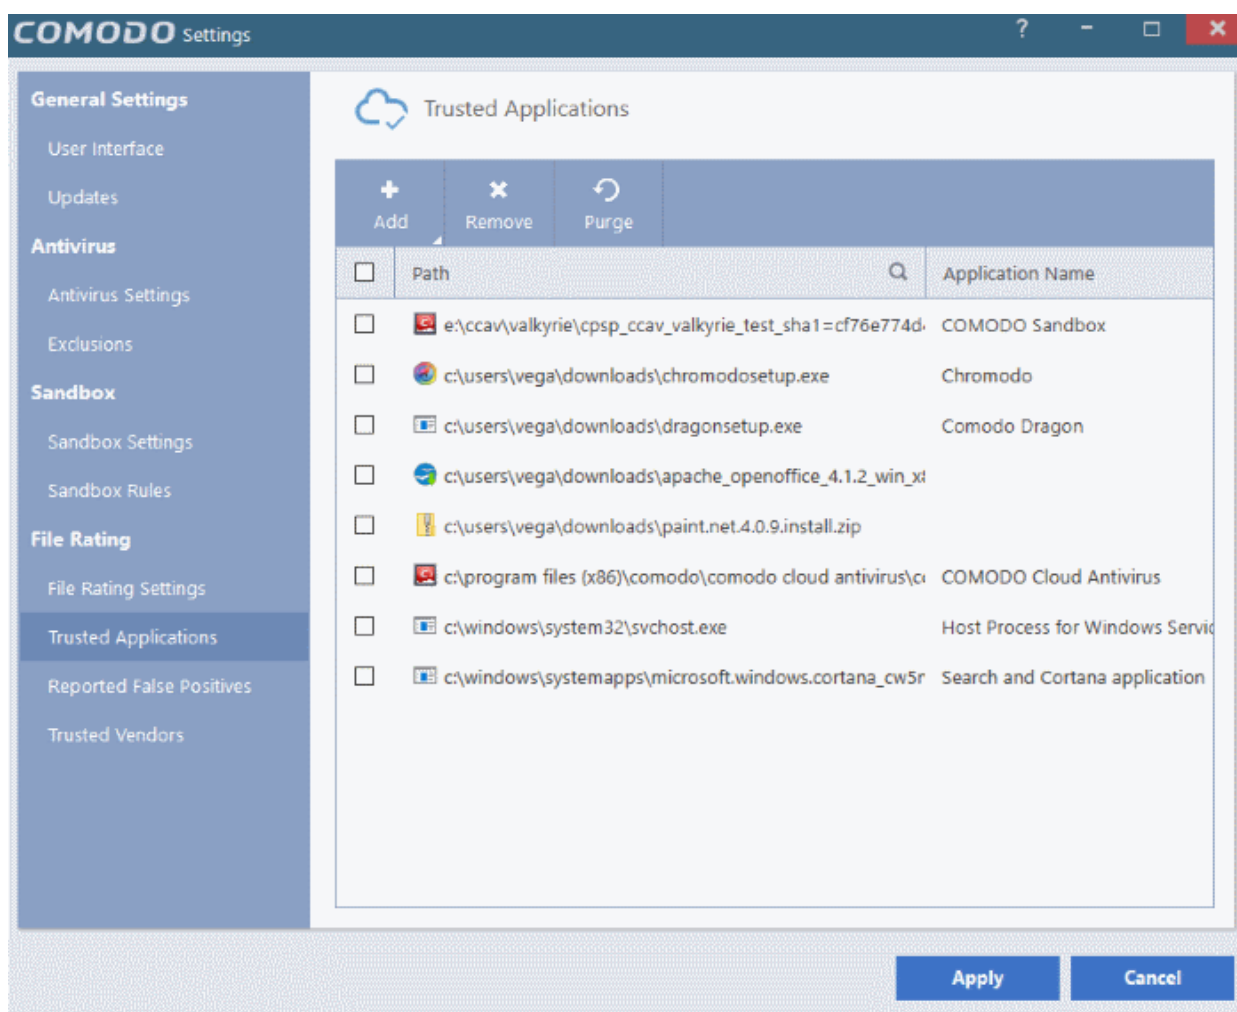 COMODO Settings
?
General Settings
User Interface
Updates
Antivirus
Antivirus Settings
Exclusions
Sandbox
Sandbox Settings
Sandbox Rules
File Rating
File Rating Settings
Trusted Applications
Reported False Positives
Trusted Vendors
Trusted Applications
Add Remove Purge
Path Application Name
e:\ccav\valkyrie\cpsp_ccav_valkyrie_test_sha1=cf76e774d COMODO Sandbox
c:\users\vega\downloads\chromodosetup.exe Chromodo
c:\users\vega\downloads\dragonsetup.exe Comodo Dragon
c:\users\vega\downloads\apache_openoffice_4.1.2_win_x
c:\users\vega\downloads\paint.net.4.0.9.install.zip
c:\program files (x86)\comodo\comodo cloud antivirus\c COMODO Cloud Antivirus
c:\windows\system32\svchost.exe Host Process for Windows Servic
c:\windows\systemapps\microsoft.windows.cortana_cw5r Search and Cortana application
Apply Cancel